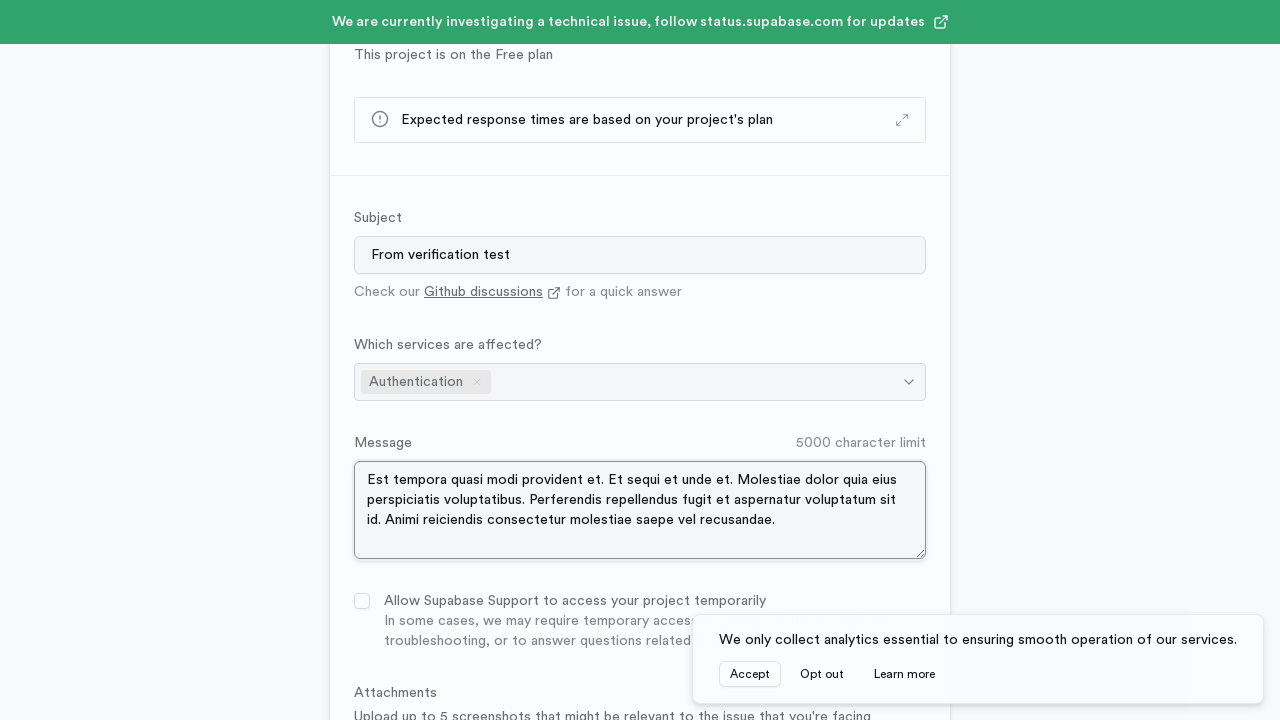 We are currently investigating a technical issue, follow status.supabase.com for updates
This project is on the Free plan
Expected response times are based on your project's plan
Subject
From verification test
Check our Github discussions for a quick answer
Which services are affected?
Authentication
Message
5000 character limit
Est tempora quasi modi provident et. Et sequi et unde et. Molestiae dolor quia eius
perspiciatis voluptatibus. Perferendis repellendus fugit et aspernatur voluptatum sit
id. Animi reiciendis consectetur molestiae saepe vel recusandae.
Allow Supabase Support to access your project temporarily
In some cases, we may require temporary access
troubleshooting, or to answer questions related
We only collect analytics essential to ensuring smooth operation of our services.
Accept
Opt out
Learn more
Attachments
Upload up to 5 screenshots that might be relevant to the issue that you're facing